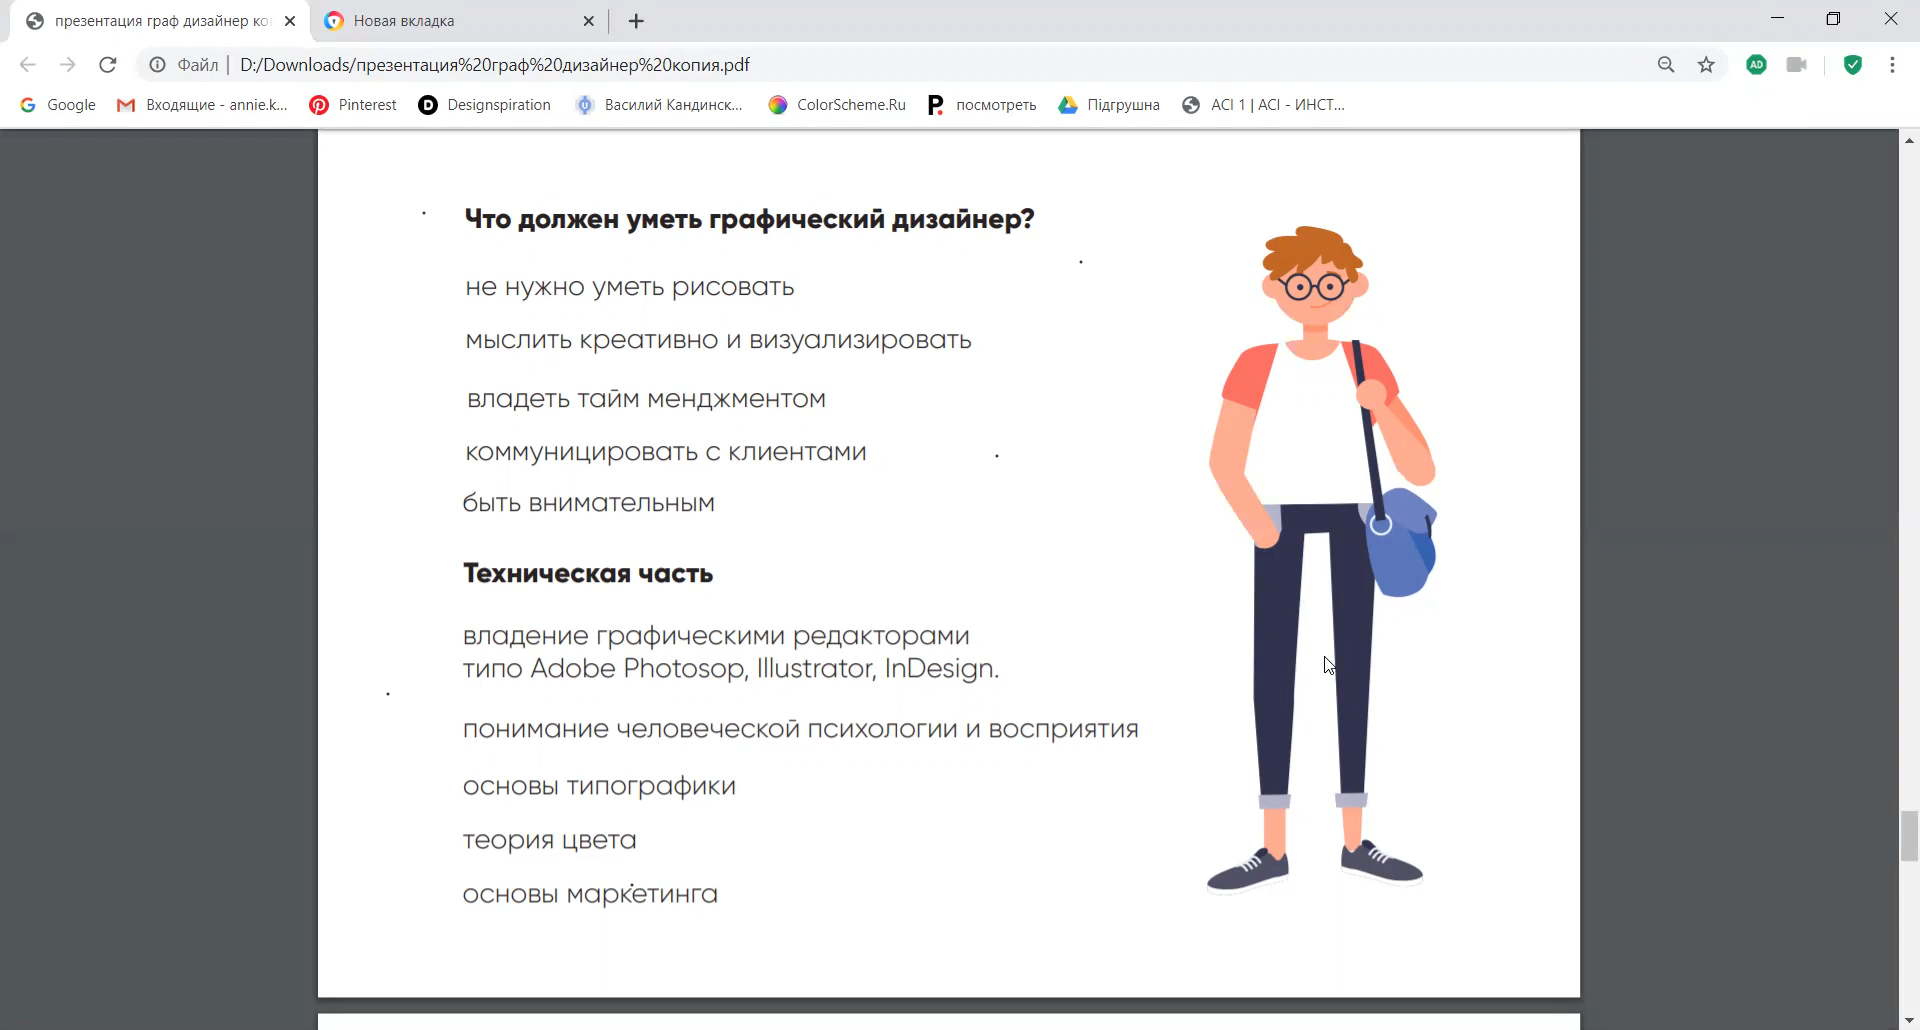 презентация граф дизайнер ко
Новая вкладка
Файл
D:/Downloads/презентация%20граф%20дизайнер%20копия.pdf
AD
Google
Входящие - annie.k...
Pinterest
Designspiration
Василий Кандинск...
ColorScheme.Ru
посмотреть
Підгрушна
ACI 1 | ACI - ИНСТ...
Что должен уметь графический дизайнер?
не нужно уметь рисовать
мыслить креативно и визуализировать
владеть тайм менджментом
коммуницировать с клиентами
быть внимательным
Техническая часть
владение графическими редакторами
типо Adobe Photosop, Illustrator, InDesign.
понимание человеческой психологии и восприятия
основы типографики
теория цвета
основы маркетинга